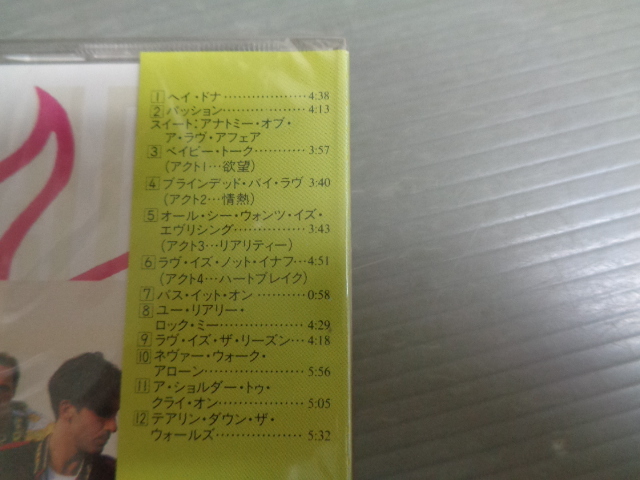 1 ヘイ・ドナ………………4:38
2 パッション………………4:13
スイート:アナトミー・オブ・
ア・ラヴ・アフェア
3 ベイビー・トーク…………3:57
(アクト1…欲望)
4 ブラインデッド・バイ・ラヴ 3:40
(アクト2…情熱)
5 オール・シー・ウォンツ・イズ・
エヴリシング………………3:43
(アクト3…リアリティー)
6 ラヴ・イズ・ノット・イナフ…4:51
(アクト4…ハートブレイク)
7 パス・イット・オン …………0:58
8 ユー・リアリー・
ロック・ミー………………4:29
9 ラヴ・イズ・ザ・リーズン…4:18
10 ネヴァー・ウォーク・
アローン……………………5:56
11 ア・ショルダー・トゥ・
クライ・オン………………5:05
12 テアリン・ダウン・ザ・
ウォールズ…………………5:32